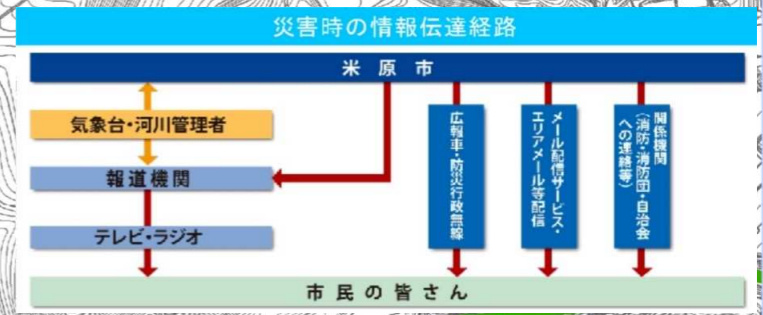 災害時の情報伝達経路
米原市
気象台・河川管理者
報道機関
テレビ・ラジオ
広報車・防災行政無線
メール配信サービス・
エリアメール等配信
関係機関
(消防・消防団・自治会
への連絡等)
市民の皆さん